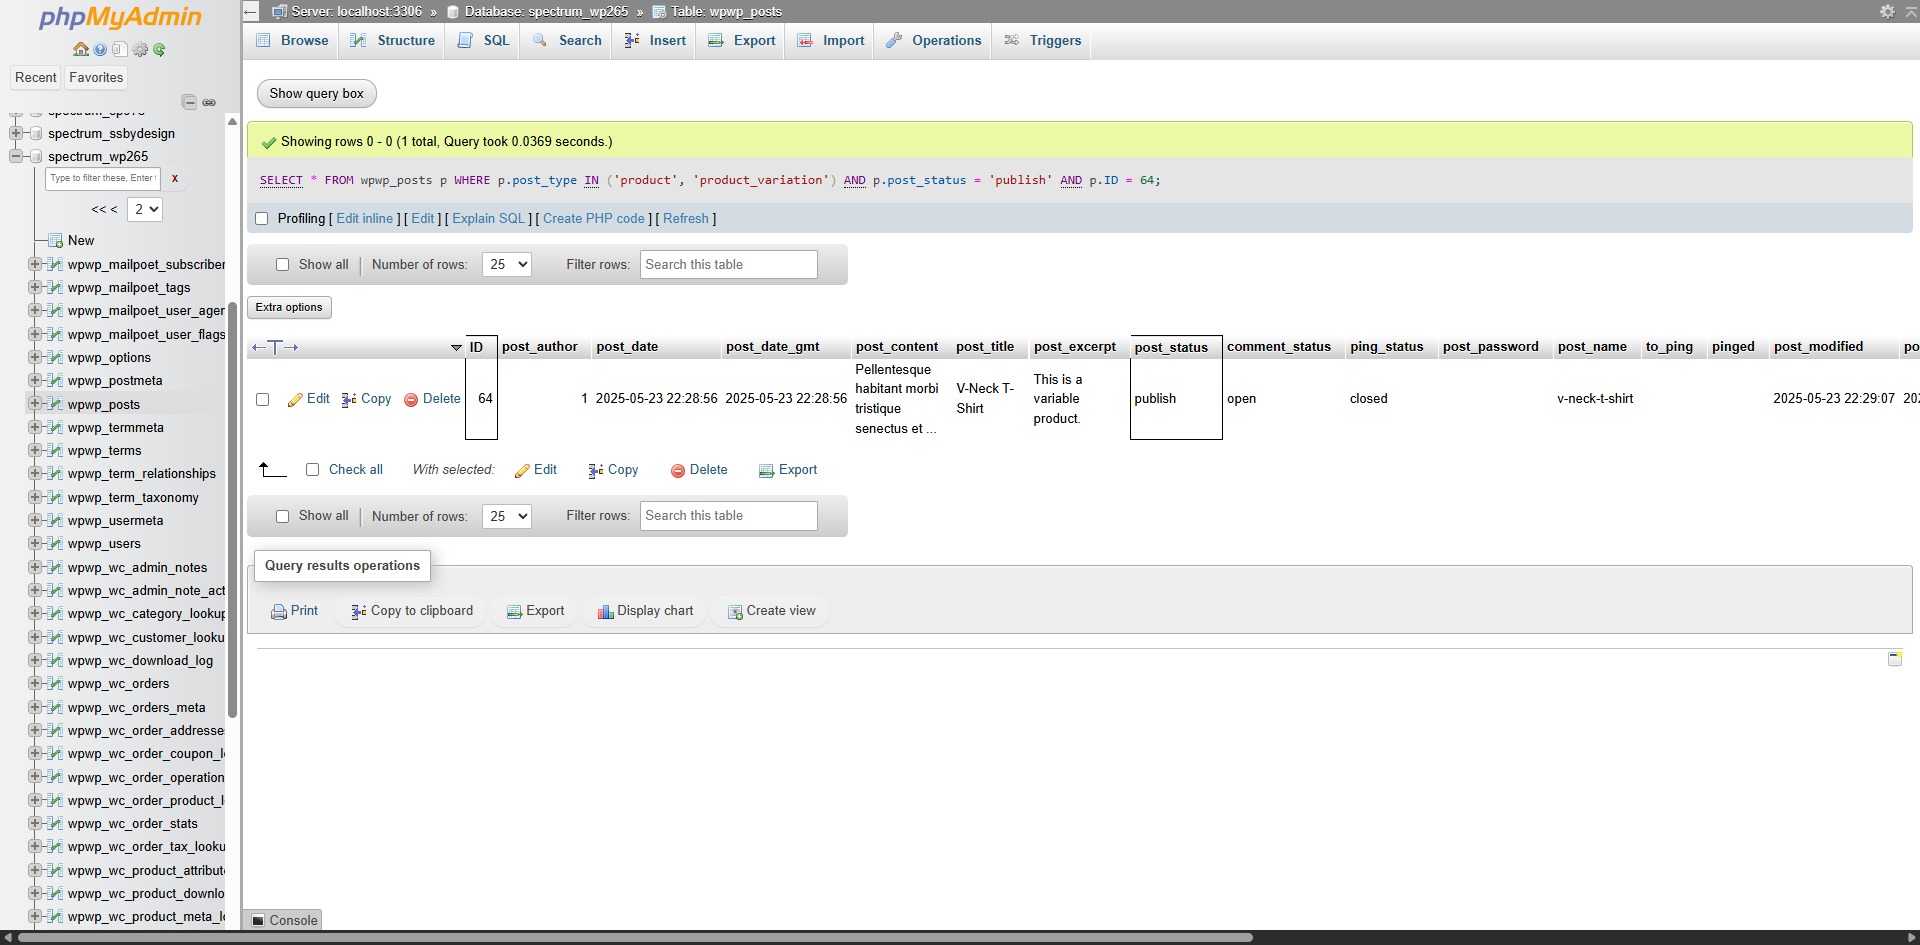 phpMyAdmin
Recent Favorites
spectrum_ssbydesign
spectrum_wp265
Type to filter these, Enter
x
<< <
2
New
wpwp_mailpoet_subscriber
wpwp_mailpoet_tags
wpwp_mailpoet_user_agen
wpwp_mailpoet_user_flags
wpwp_options
wpwp_postmeta
wpwp_posts
wpwp_termmeta
wpwp_terms
wpwp_term_relationships
wpwp_term_taxonomy
wpwp_usermeta
wpwp_users
wpwp_wc_admin_notes
wpwp_wc_admin_note_act
wpwp_wc_category_lookup
wpwp_wc_customer_looku
wpwp_wc_download_log
wpwp_wc_orders
wpwp_wc_orders_meta
wpwp_wc_order_addresse
wpwp_wc_order_coupon_l
wpwp_wc_order_operation
wpwp_wc_order_product_l
wpwp_wc_order_stats
wpwp_wc_order_tax_looku
wpwp_wc_product_attribut
wpwp_wc_product_downlo
wpwp_wc_product_meta_l
Server: localhost:3306 » Database: spectrum_wp265 » Table: wpwp_posts
Browse Structure SQL Search Insert Export Import Operations Triggers
Show query box
Showing rows 0 - 0 (1 total, Query took 0.0369 seconds.)
SELECT * FROM wpwp_posts p WHERE p.post_type IN ('product', 'product_variation') AND p.post_status = 'publish' AND p.ID = 64;
Profiling [ Edit inline ] [ Edit ] [ Explain SQL ] [ Create PHP code ] [ Refresh ]
Show all Number of rows: 25 Filter rows: Search this table
Extra options
ID post_author post_date post_date_gmt post_content post_title post_excerpt post_status comment_status ping_status post_password post_name to_ping pinged post_modified po
Edit Copy Delete 64 1 2025-05-23 22:28:56 2025-05-23 22:28:56
Pellentesque
habitant morbi
tristique
senectus et ...
V-Neck T-
Shirt
This is a
variable
product.
publish open closed v-neck-t-shirt 2025-05-23 22:29:07 202
Check all With selected: Edit Copy Delete Export
Show all Number of rows: 25 Filter rows: Search this table
Query results operations
Print Copy to clipboard Export Display chart Create view
Console